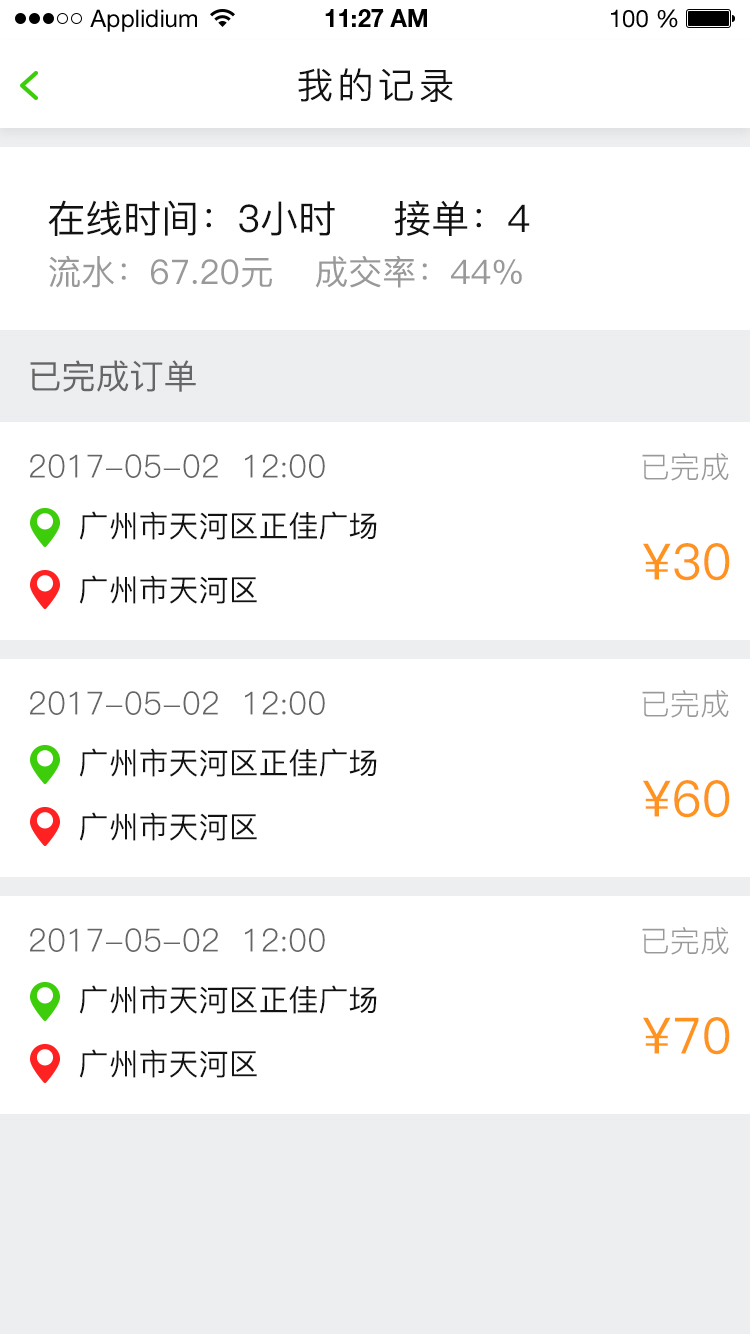 Applidium 11:27 AM 100 %
我的记录
在线时间：3小时 接单：4
流水：67.20元 成交率：44%
已完成订单
2017-05-02 12:00 已完成
广州市天河区正佳广场
¥30
广州市天河区
2017-05-02 12:00 已完成
广州市天河区正佳广场
¥60
广州市天河区
2017-05-02 12:00 已完成
广州市天河区正佳广场
¥70
广州市天河区